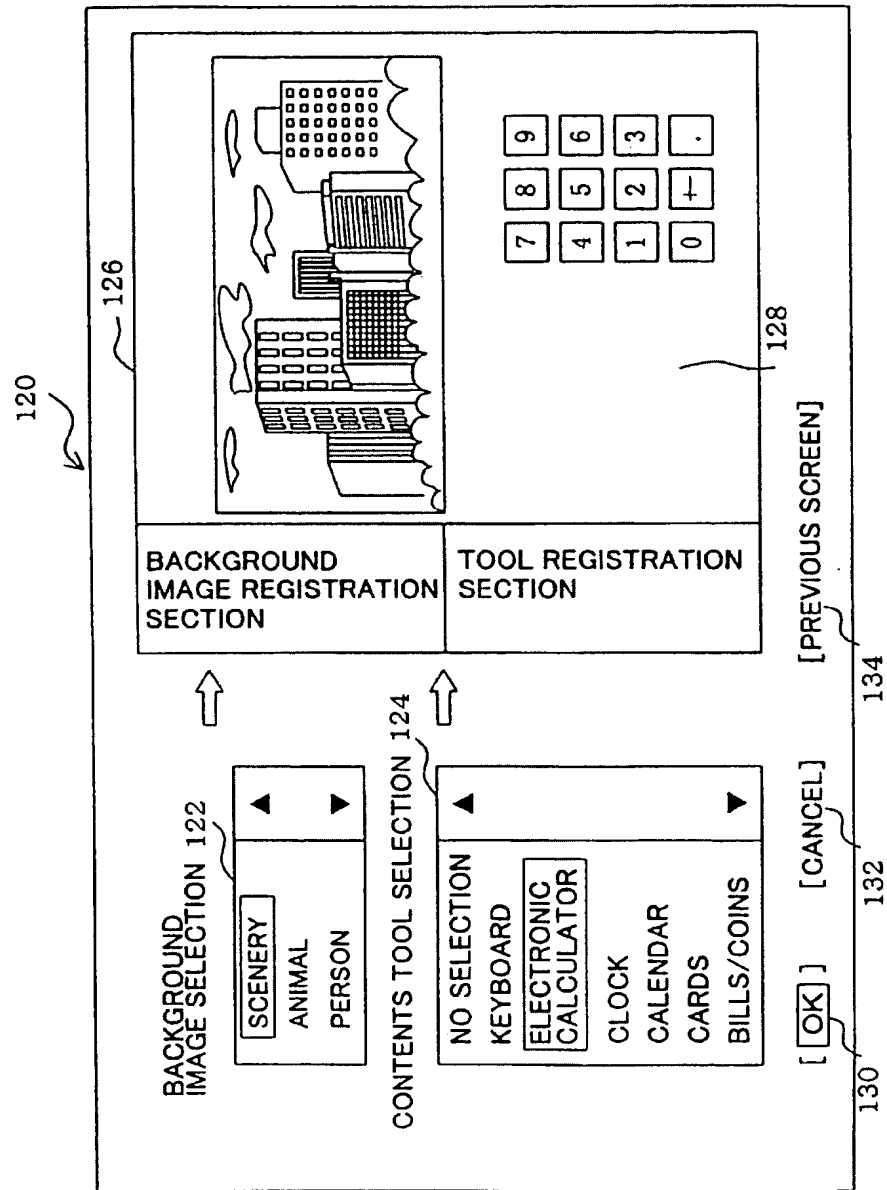 120
126
BACKGROUND
IMAGE SELECTION 122
SCENERY
ANIMAL
PERSON
CONTENTS TOOL SELECTION 124
NO SELECTION
KEYBOARD
ELECTRONIC
CALCULATOR
CLOCK
CALENDAR
CARDS
BILLS/COINS
BACKGROUND
IMAGE REGISTRATION
SECTION
TOOL REGISTRATION
SECTION
7 8 9
4 5 6
1 2 3
0 +- .
128
[ OK ] [CANCEL] [PREVIOUS SCREEN]
130 132 134